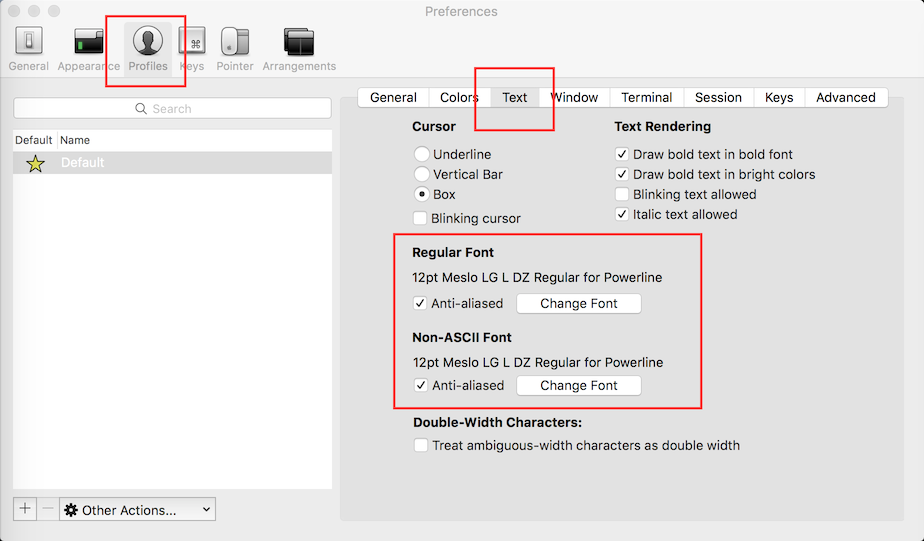 Preferences
General Appearance Profiles Keys Pointer Arrangements
Search
General Colors Text Window Terminal Session Keys Advanced
Default Name
Default
Cursor
Underline
Vertical Bar
Box
Blinking cursor
Text Rendering
Draw bold text in bold font
Draw bold text in bright colors
Blinking text allowed
Italic text allowed
Regular Font
12pt Meslo LG L DZ Regular for Powerline
Anti-aliased Change Font
Non-ASCII Font
12pt Meslo LG L DZ Regular for Powerline
Anti-aliased Change Font
Double-Width Characters:
Treat ambiguous-width characters as double width
Other Actions...